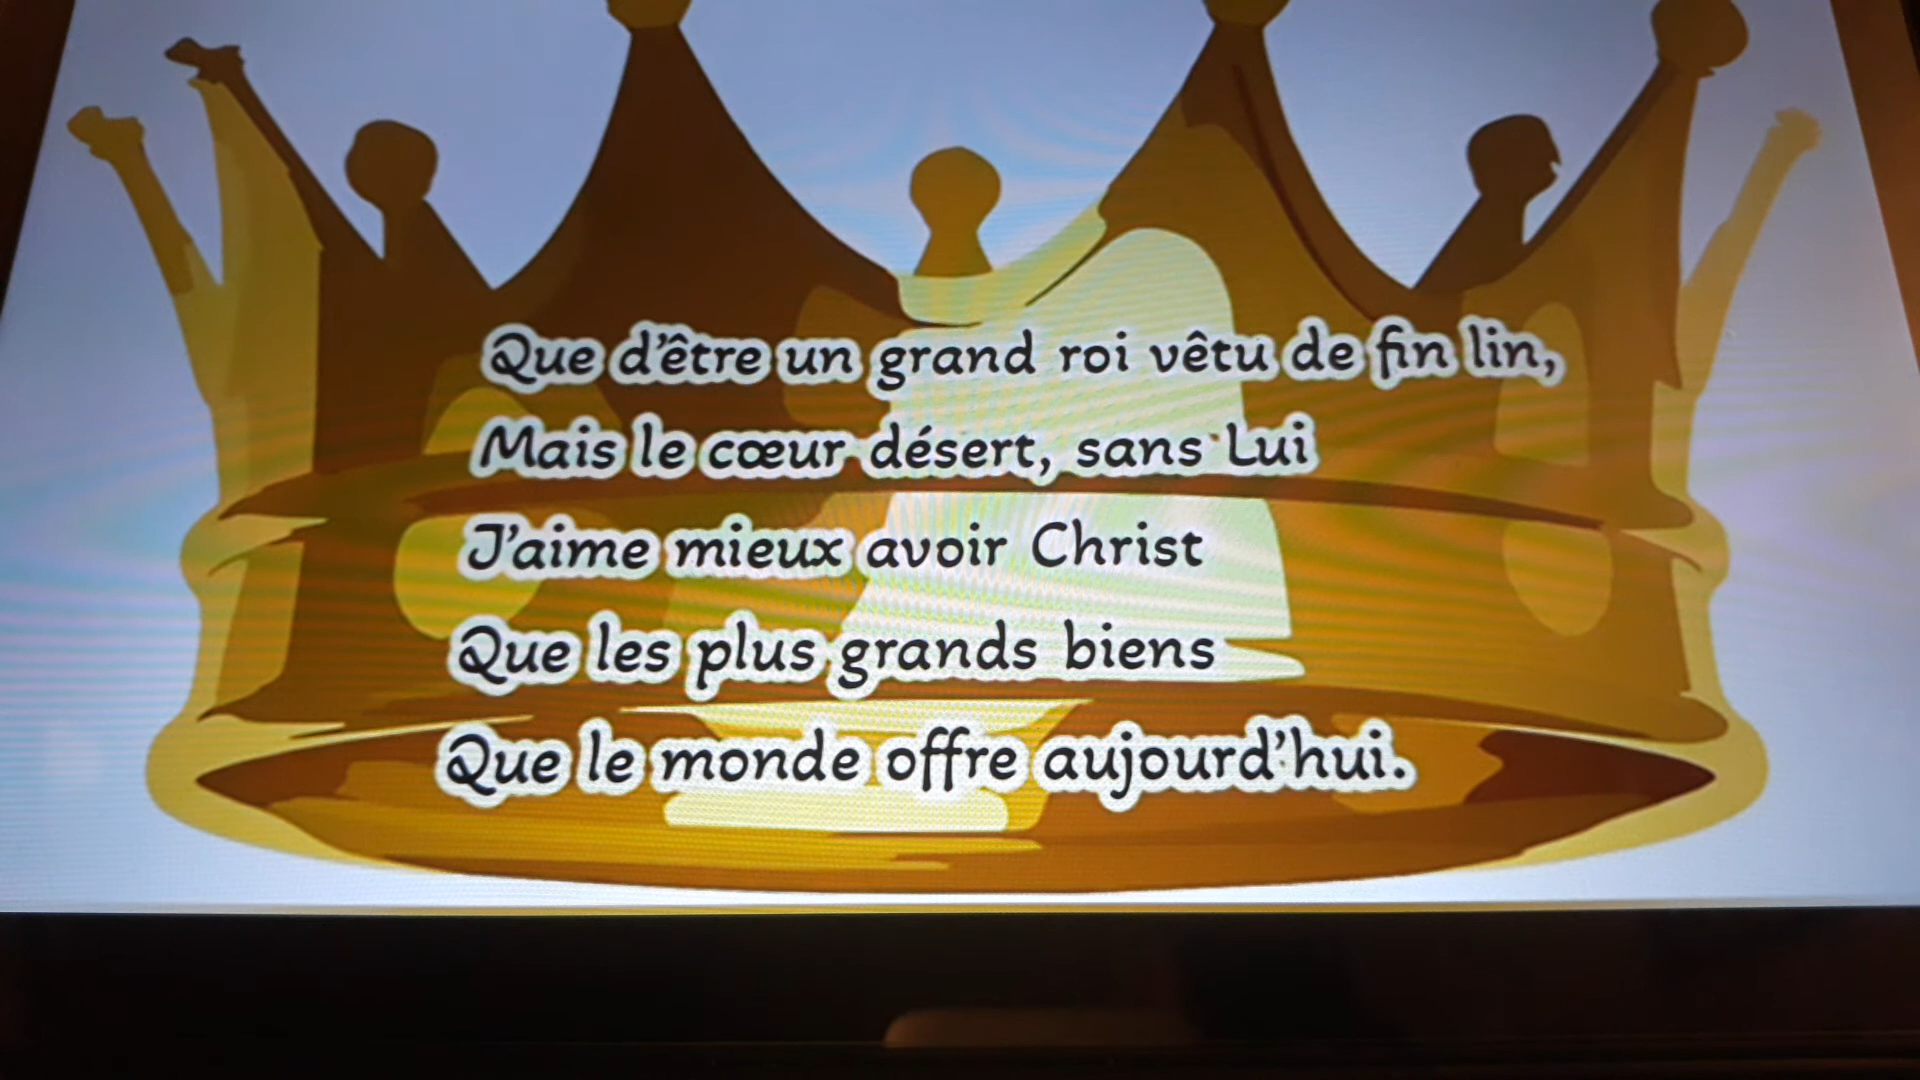 Que d'être un grand roi vêtu de fin lin,
Mais le cœur désert, sans Lui
J'aime mieux avoir Christ
Que les plus grands biens
Que le monde offre aujourd'hui.